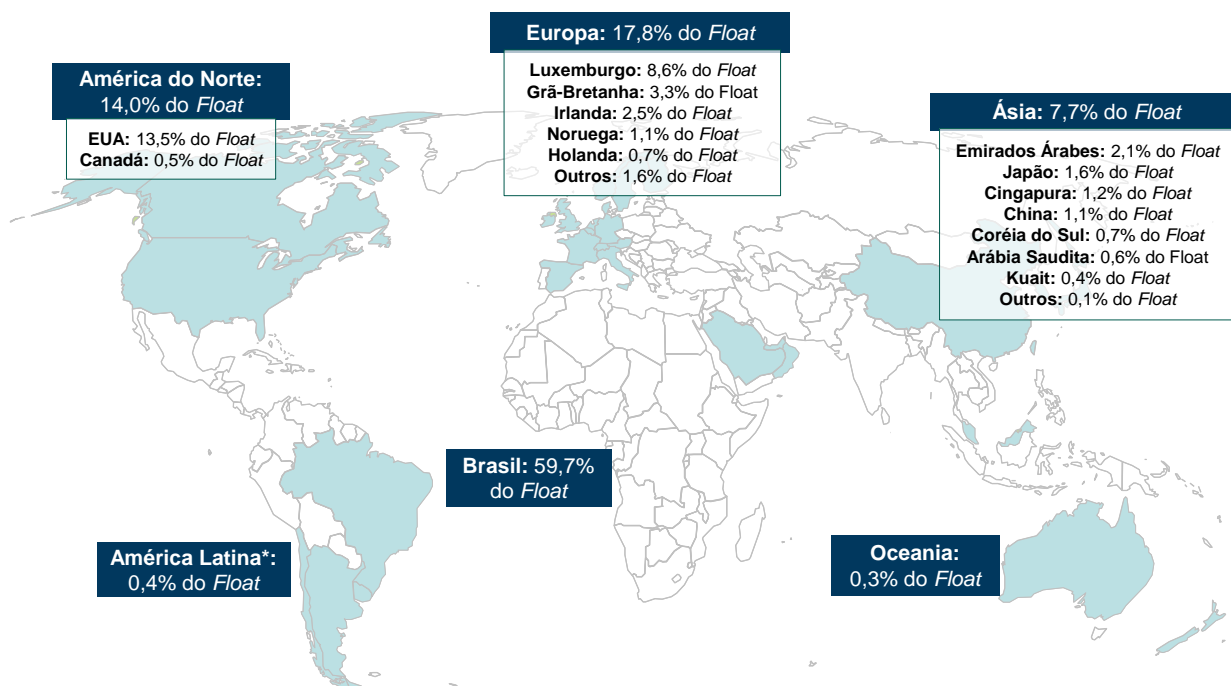 América do Norte:
14,0% do Float
EUA: 13,5% do Float
Canadá: 0,5% do Float
Europa: 17,8% do Float
Luxemburgo: 8,6% do Float
Grã-Bretanha: 3,3% do Float
Irlanda: 2,5% do Float
Noruega: 1,1% do Float
Holanda: 0,7% do Float
Outros: 1,6% do Float
Ásia: 7,7% do Float
Emirados Árabes: 2,1% do Float
Japão: 1,6% do Float
Cingapura: 1,2% do Float
China: 1,1% do Float
Coréia do Sul: 0,7% do Float
Arábia Saudita: 0,6% do Float
Kuait: 0,4% do Float
Outros: 0,1% do Float
Brasil: 59,7%
do Float
América Latina*:
0,4% do Float
Oceania:
0,3% do Float